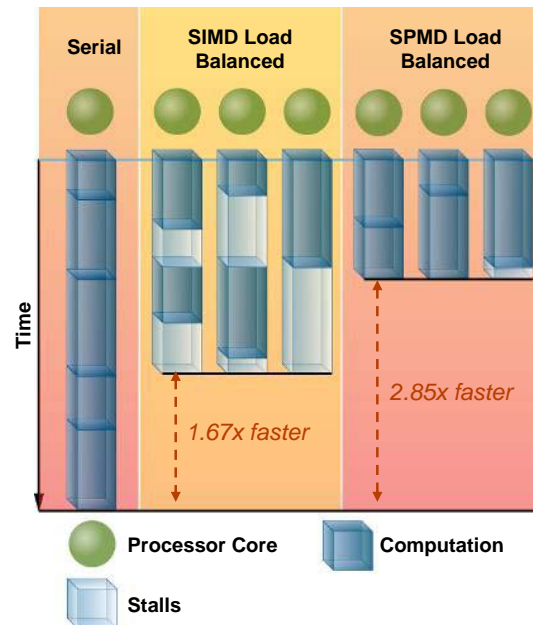 Serial
SIMD Load
Balanced
SPMD Load
Balanced
Time
1.67x faster
2.85x faster
Processor Core
Computation
Stalls